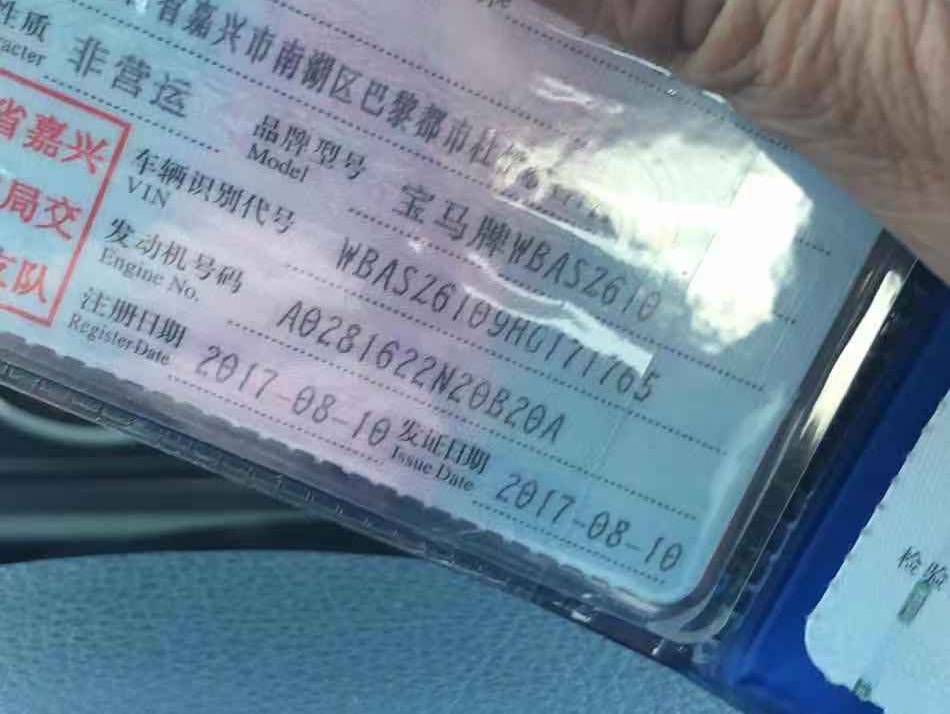 省嘉兴市南湖区巴黎都市
性质 非营运
acter
品牌型号 宝马牌WBASZ610
Model
车辆识别代号 WBASZ6109HG171765
VIN
发动机号码 A0281622N20B20A
Engine No.
注册日期 2017-08-10 发证日期 2017-08-10
Register Date Issue Date
省嘉兴
局交
支队
检验